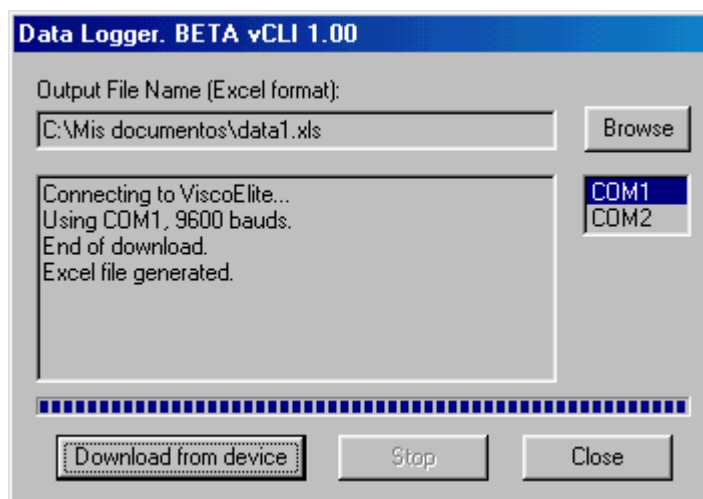 Data Logger. BETA vCLI 1.00
Output File Name (Excel format):
C:\Mis documentos\data1.xls
Browse
Connecting to ViscoElite...
Using COM1, 9600 bauds.
End of download.
Excel file generated.
COM1
COM2
Download from device
Stop
Close